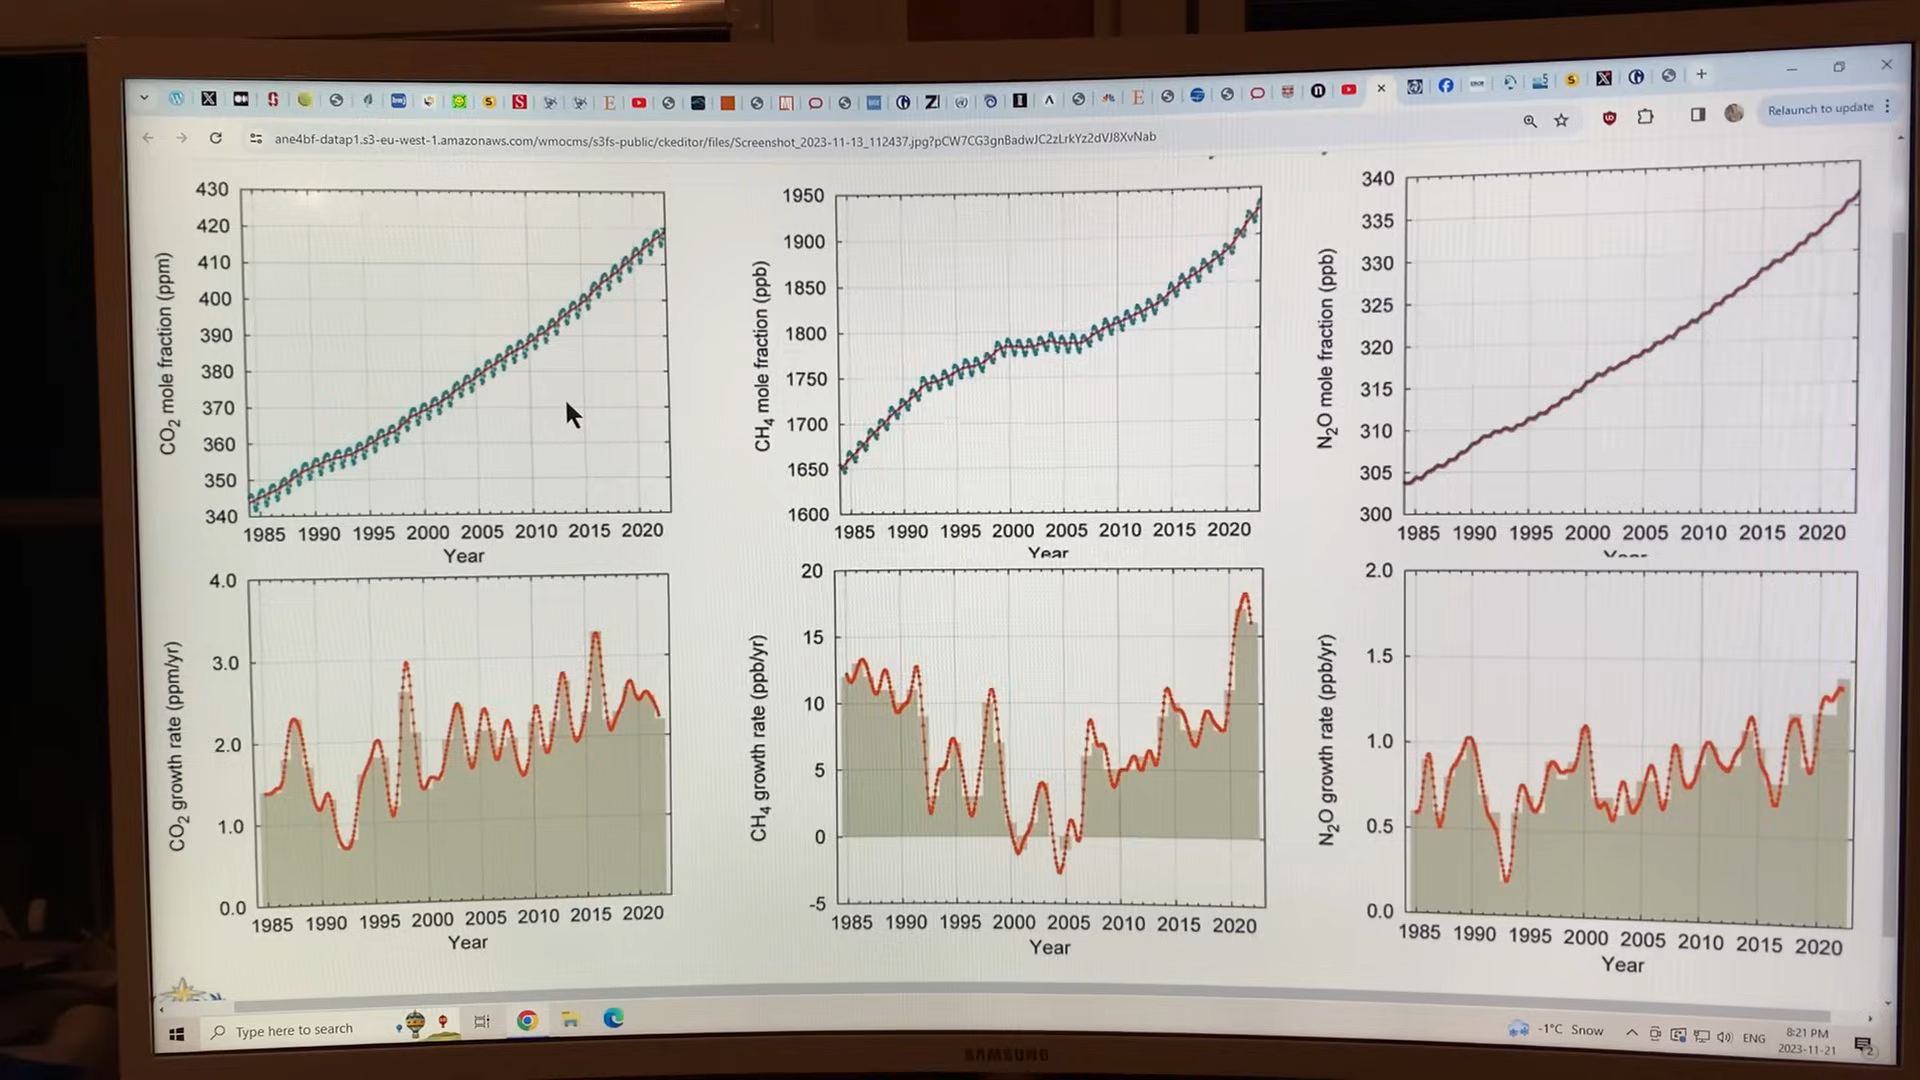 Relaunch to update
ane4bf-datap1.s3-eu-west-1.amazonaws.com/wmocms/s3fs-public/ckeditor/files/Screenshot_2023-11-13_112437.jpg?pCW7CG3gnBadwJC2zLrkYz2dVJ8XvNab
CO2 mole fraction (ppm)
430
420
410
400
390
380
370
360
350
340
1985 1990 1995 2000 2005 2010 2015 2020
Year
CH4 mole fraction (ppb)
1950
1900
1850
1800
1750
1700
1650
1600
1985 1990 1995 2000 2005 2010 2015 2020
Year
N2O mole fraction (ppb)
340
335
330
325
320
315
310
305
300
1985 1990 1995 2000 2005 2010 2015 2020
Year
CO2 growth rate (ppm/yr)
4.0
3.0
2.0
1.0
0.0
1985 1990 1995 2000 2005 2010 2015 2020
Year
CH4 growth rate (ppb/yr)
20
15
10
5
0
-5
1985 1990 1995 2000 2005 2010 2015 2020
Year
N2O growth rate (ppb/yr)
2.0
1.5
1.0
0.5
0.0
1985 1990 1995 2000 2005 2010 2015 2020
Year
Type here to search
-1°C Snow
ENG
8:21 PM
2023-11-21
2
SAMSUNG